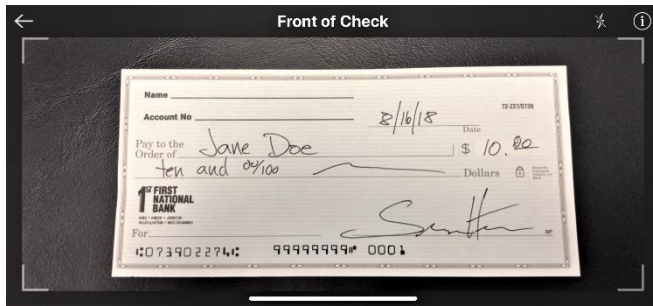 Front of Check
Name
Account No
72-227/0739
8/16/18
Date
Pay to the
Order of Jane Doe $ 10.00
ten and 00/100 Dollars
1ST FIRST
NATIONAL
BANK
For
⑆073902274⑆ 99999999⑈ 0001